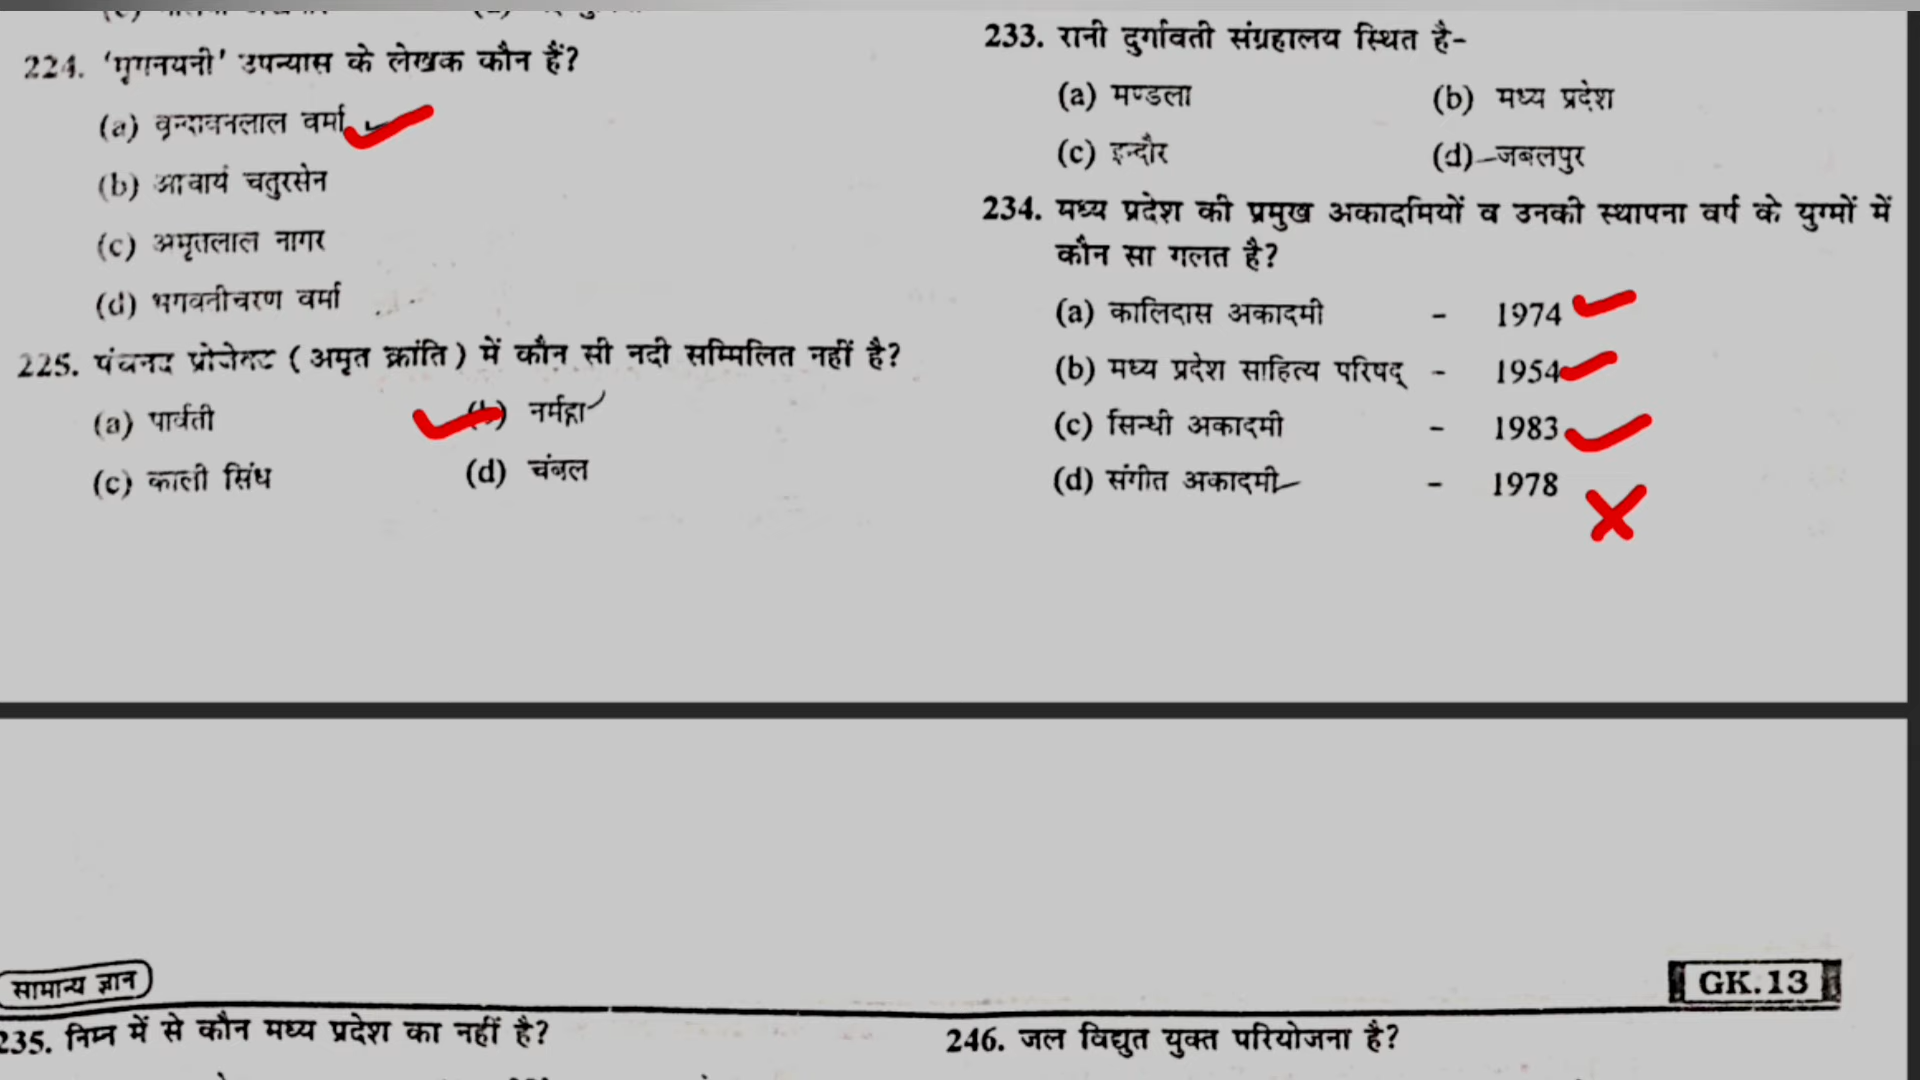 224. 'मृगनयनी' उपन्यास के लेखक कौन हैं?
(a) वृन्दावनलाल वर्मा
(b) आचार्य चतुरसेन
(c) अमृतलाल नागर
(d) भगवतीचरण वर्मा
225. पंचनद प्रोजेक्ट (अमृत क्रांति) में कौन सी नदी सम्मिलित नहीं है?
(a) पार्वती
(b) नर्मदा
(c) काली सिंध
(d) चंबल
233. रानी दुर्गावती संग्रहालय स्थित है-
(a) मण्डला
(b) मध्य प्रदेश
(c) इन्दौर
(d) जबलपुर
234. मध्य प्रदेश की प्रमुख अकादमियों व उनकी स्थापना वर्ष के युग्मों में
कौन सा गलत है?
(a) कालिदास अकादमी - 1974
(b) मध्य प्रदेश साहित्य परिषद् - 1954
(c) सिन्धी अकादमी - 1983
(d) संगीत अकादमी - 1978
सामान्य ज्ञान
GK.13
235. निम्न में से कौन मध्य प्रदेश का नहीं है?
246. जल विद्युत युक्त परियोजना है?